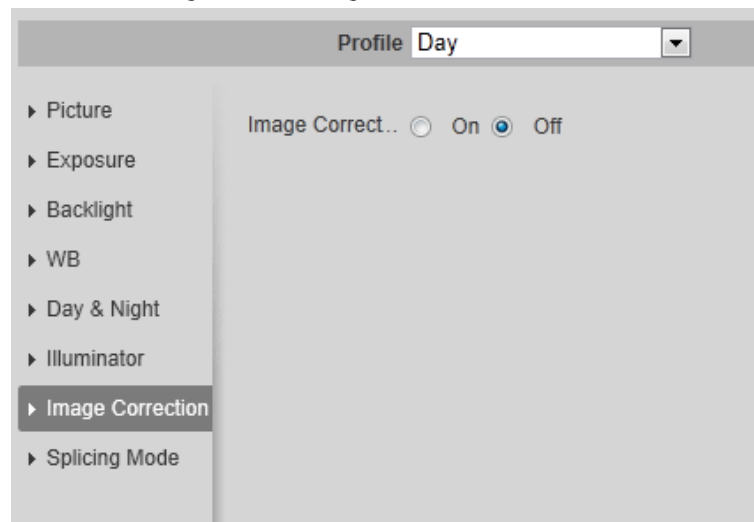 Profile Day
Picture
Image Correct.. On Off
Exposure
Backlight
WB
Day & Night
Illuminator
Image Correction
Splicing Mode